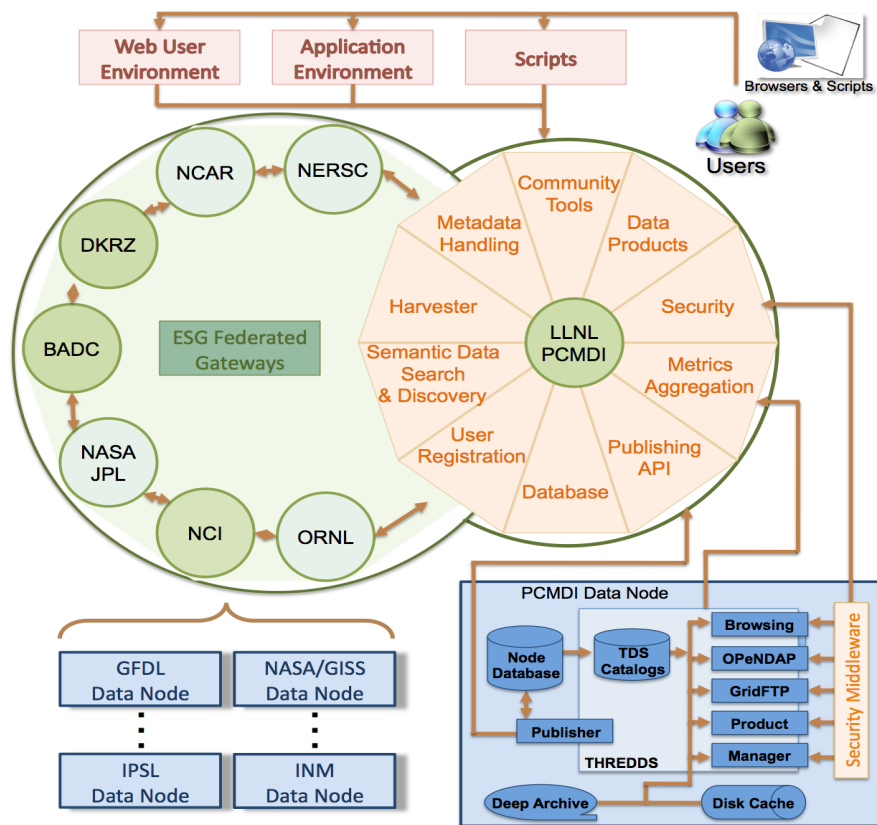 Web User
Environment
Application
Environment
Scripts
Browsers & Scripts
Users
NCAR
NERSC
DKRZ
BADC
NASA
JPL
NCI
ORNL
ESG Federated
Gateways
Community
Tools
Metadata
Handling
Data
Products
Harvester
Security
LLNL
PCMDI
Semantic Data
Search
& Discovery
Metrics
Aggregation
User
Registration
Publishing
API
Database
GFDL
Data Node
NASA/GISS
Data Node
IPSL
Data Node
INM
Data Node
PCMDI Data Node
Node
Database
TDS
Catalogs
Browsing
OPeNDAP
GridFTP
Product
Manager
Publisher
THREDDS
Security Middleware
Deep Archive
Disk Cache